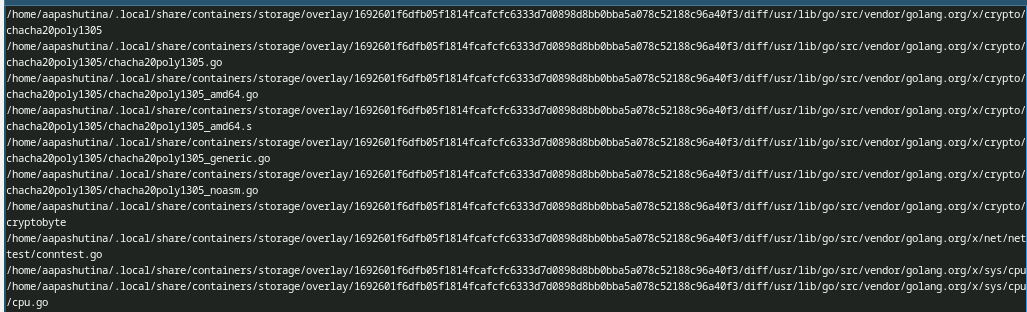 /home/aapashutina/.local/share/containers/storage/overlay/1692601f6dfb05f1814fcafcfc6333d7d0898d8bb0bba5a078c52188c96a40f3/diff/usr/lib/go/src/vendor/golang.org/x/crypto/
chacha20poly1305
/home/aapashutina/.local/share/containers/storage/overlay/1692601f6dfb05f1814fcafcfc6333d7d0898d8bb0bba5a078c52188c96a40f3/diff/usr/lib/go/src/vendor/golang.org/x/crypto/
chacha20poly1305/chacha20poly1305.go
/home/aapashutina/.local/share/containers/storage/overlay/1692601f6dfb05f1814fcafcfc6333d7d0898d8bb0bba5a078c52188c96a40f3/diff/usr/lib/go/src/vendor/golang.org/x/crypto/
chacha20poly1305/chacha20poly1305_amd64.go
/home/aapashutina/.local/share/containers/storage/overlay/1692601f6dfb05f1814fcafcfc6333d7d0898d8bb0bba5a078c52188c96a40f3/diff/usr/lib/go/src/vendor/golang.org/x/crypto/
chacha20poly1305/chacha20poly1305_amd64.s
/home/aapashutina/.local/share/containers/storage/overlay/1692601f6dfb05f1814fcafcfc6333d7d0898d8bb0bba5a078c52188c96a40f3/diff/usr/lib/go/src/vendor/golang.org/x/crypto/
chacha20poly1305/chacha20poly1305_generic.go
/home/aapashutina/.local/share/containers/storage/overlay/1692601f6dfb05f1814fcafcfc6333d7d0898d8bb0bba5a078c52188c96a40f3/diff/usr/lib/go/src/vendor/golang.org/x/crypto/
chacha20poly1305/chacha20poly1305_noasm.go
/home/aapashutina/.local/share/containers/storage/overlay/1692601f6dfb05f1814fcafcfc6333d7d0898d8bb0bba5a078c52188c96a40f3/diff/usr/lib/go/src/vendor/golang.org/x/crypto/
cryptobyte
/home/aapashutina/.local/share/containers/storage/overlay/1692601f6dfb05f1814fcafcfc6333d7d0898d8bb0bba5a078c52188c96a40f3/diff/usr/lib/go/src/vendor/golang.org/x/net/net
test/conntest.go
/home/aapashutina/.local/share/containers/storage/overlay/1692601f6dfb05f1814fcafcfc6333d7d0898d8bb0bba5a078c52188c96a40f3/diff/usr/lib/go/src/vendor/golang.org/x/sys/cpu
/home/aapashutina/.local/share/containers/storage/overlay/1692601f6dfb05f1814fcafcfc6333d7d0898d8bb0bba5a078c52188c96a40f3/diff/usr/lib/go/src/vendor/golang.org/x/sys/cpu
/cpu.go